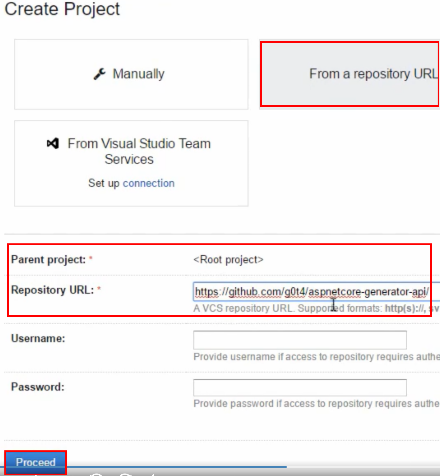 Create Project
Manually
From a repository URL
From Visual Studio Team
Services
Set up connection
Parent project: *
<Root project>
Repository URL: *
https://github.com/g0t4/aspnetcore-generator-api/
A VCS repository URL. Supported formats: http(s)://, sv
Username:
Provide username if access to repository requires authe
Password:
Provide password if access to repository requires authe
Proceed